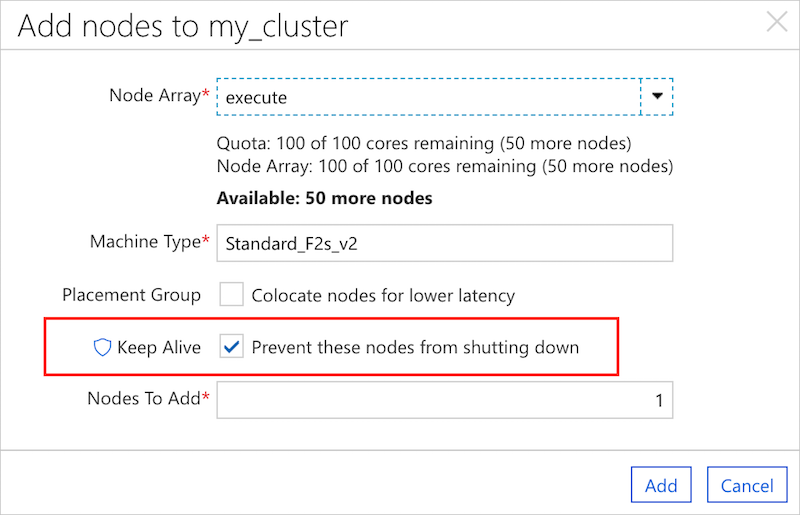 Add nodes to my_cluster
Node Array* execute
Quota: 100 of 100 cores remaining (50 more nodes)
Node Array: 100 of 100 cores remaining (50 more nodes)
Available: 50 more nodes
Machine Type* Standard_F2s_v2
Placement Group Colocate nodes for lower latency
Keep Alive Prevent these nodes from shutting down
Nodes To Add* 1
Add Cancel